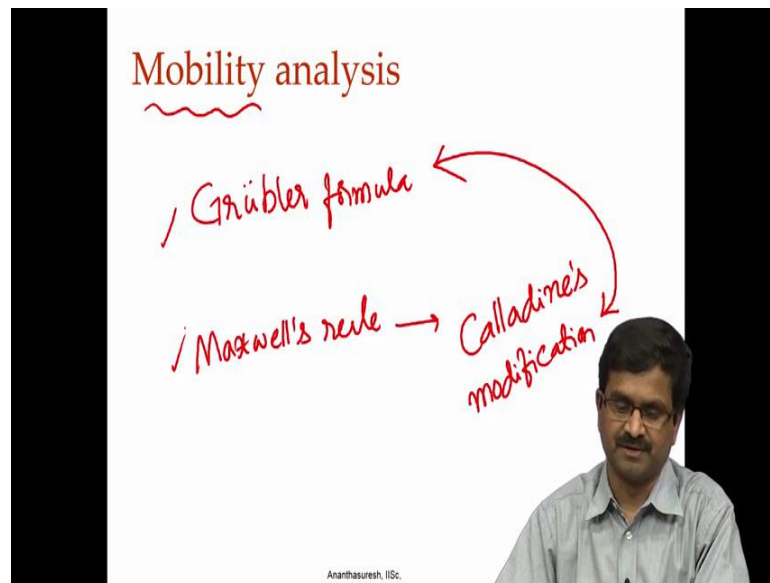 Mobility analysis
Grübler formula
Maxwell's rule → Calladine's
modification
Ananthasuresh, IISc,